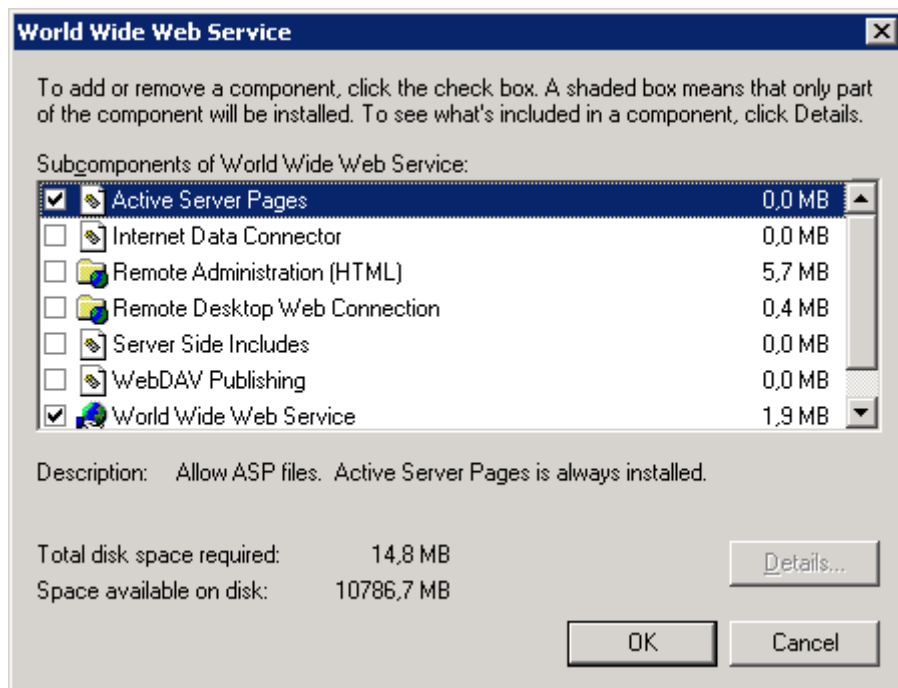 World Wide Web Service
To add or remove a component, click the check box. A shaded box means that only part
of the component will be installed. To see what's included in a component, click Details.
Subcomponents of World Wide Web Service:
Active Server Pages 0,0 MB
Internet Data Connector 0,0 MB
Remote Administration (HTML) 5,7 MB
Remote Desktop Web Connection 0,4 MB
Server Side Includes 0,0 MB
WebDAV Publishing 0,0 MB
World Wide Web Service 1,9 MB
Description: Allow ASP files. Active Server Pages is always installed.
Total disk space required: 14,8 MB
Details...
Space available on disk: 10786,7 MB
OK Cancel